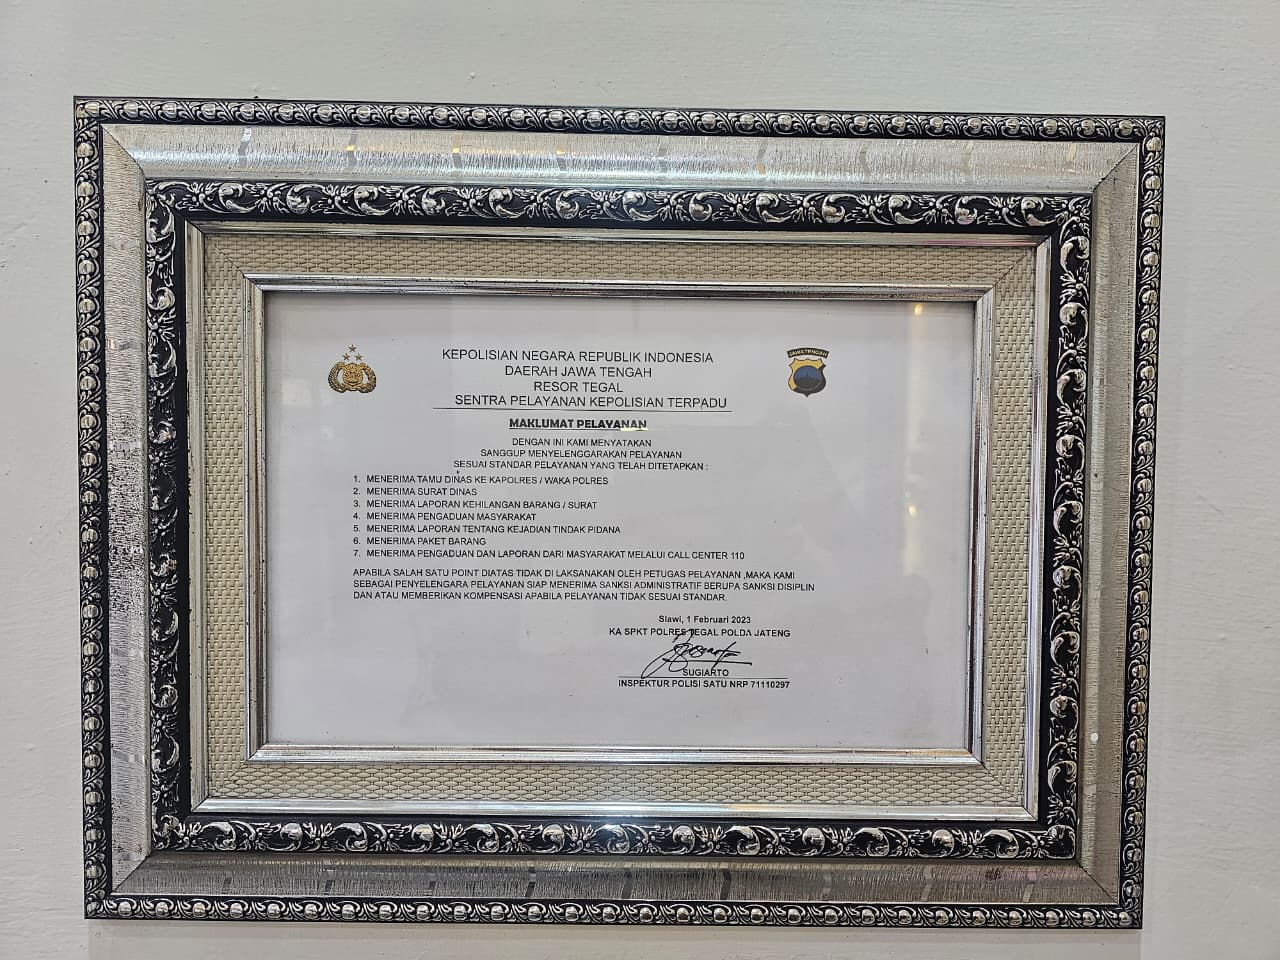 KEPOLISIAN NEGARA REPUBLIK INDONESIA
DAERAH JAWA TENGAH
RESOR TEGAL
SENTRA PELAYANAN KEPOLISIAN TERPADU
JAWA TENGAH
MAKLUMAT PELAYANAN
DENGAN INI KAMI MENYATAKAN
SANGGUP MENYELENGGARAKAN PELAYANAN
SESUAI STANDAR PELAYANAN YANG TELAH DITETAPKAN :
1. MENERIMA TAMU DINAS KE KAPOLRES / WAKA POLRES
2. MENERIMA SURAT DINAS
3. MENERIMA LAPORAN KEHILANGAN BARANG / SURAT
4. MENERIMA PENGADUAN MASYARAKAT
5. MENERIMA LAPORAN TENTANG KEJADIAN TINDAK PIDANA
6. MENERIMA PAKET BARANG
7. MENERIMA PENGADUAN DAN LAPORAN DARI MASYARAKAT MELALUI CALL CENTER 110
APABILA SALAH SATU POINT DIATAS TIDAK DI LAKSANAKAN OLEH PETUGAS PELAYANAN ,MAKA KAMI
SEBAGAI PENYELENGARA PELAYANAN SIAP MENERIMA SANKSI ADMINISTRATIF BERUPA SANKSI DISIPLIN
DAN ATAU MEMBERIKAN KOMPENSASI APABILA PELAYANAN TIDAK SESUAI STANDAR.
Slawi, 1 Februari 2023
KA SPKT POLRES TEGAL POLDA JATENG
SUGIARTO
INSPEKTUR POLISI SATU NRP 71110297